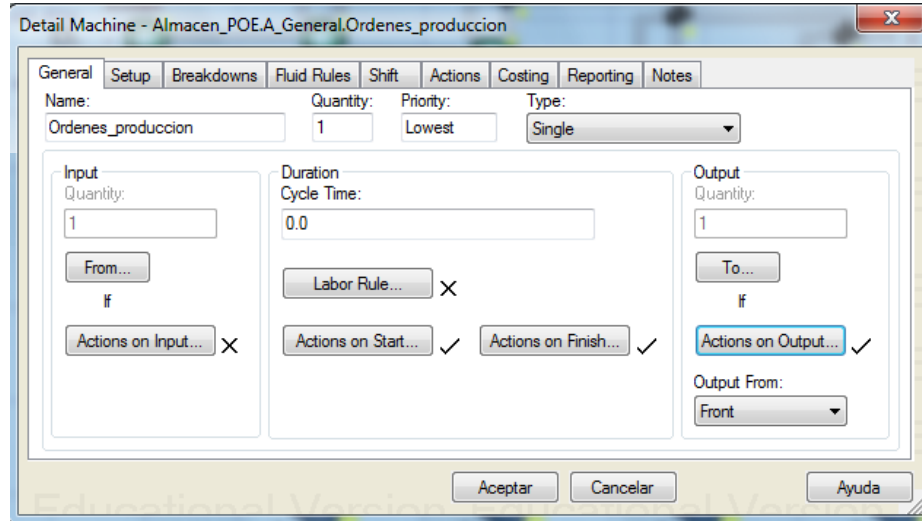 Detail Machine - Almacen_POE.A_General.Ordenes_produccion
x
General Setup Breakdowns Fluid Rules Shift Actions Costing Reporting Notes
Name: Quantity: Priority: Type:
Ordenes_produccion 1 Lowest Single
Input Duration Output
Quantity: Cycle Time: Quantity:
1 0.0 1
From... To...
Labor Rule...
If If
Actions on Input... Actions on Start... Actions on Finish... Actions on Output...
Output From:
Front
Aceptar Cancelar Ayuda
Educational Version Educational Version